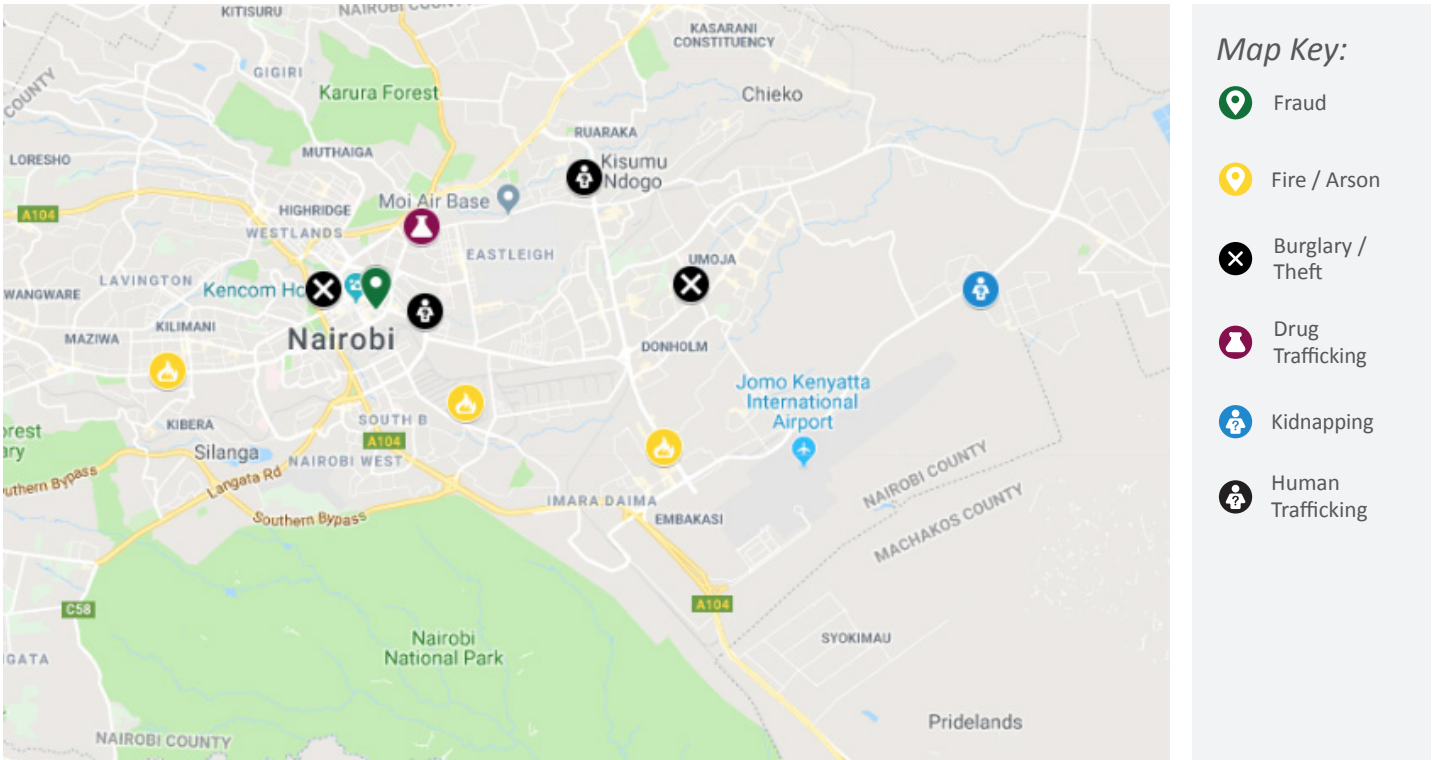 KITISURU
NAIROBI COUNTY
KASARANI
CONSTITUENCY
COUNTY
GIGIRI
Karura Forest
Chieko
RUARAKA
LORESHO
MUTHAIGA
Kisumu
Ndogo
Moi Air Base
A104
HIGHRIDGE
WESTLANDS
EASTLEIGH
UMOJA
LAVINGTON
Kencom Ho
WANGWARE
KILIMANI
MAZIWA
Nairobi
DONHOLM
Jomo Kenyatta
International
Airport
KIBERA
SOUTH B
A104
orest
ary
Silanga
NAIROBI WEST
uthern Bypass
Langata Rd
Southern Bypass
IMARA DAIMA
EMBAKASI
NAIROBI COUNTY
MACHAKOS COUNTY
C58
A104
Nairobi
National Park
SYOKIMAU
GATA
Pridelands
NAIROBI COUNTY
Map Key:
Fraud
Fire / Arson
Burglary /
Theft
Drug
Trafficking
Kidnapping
Human
Trafficking